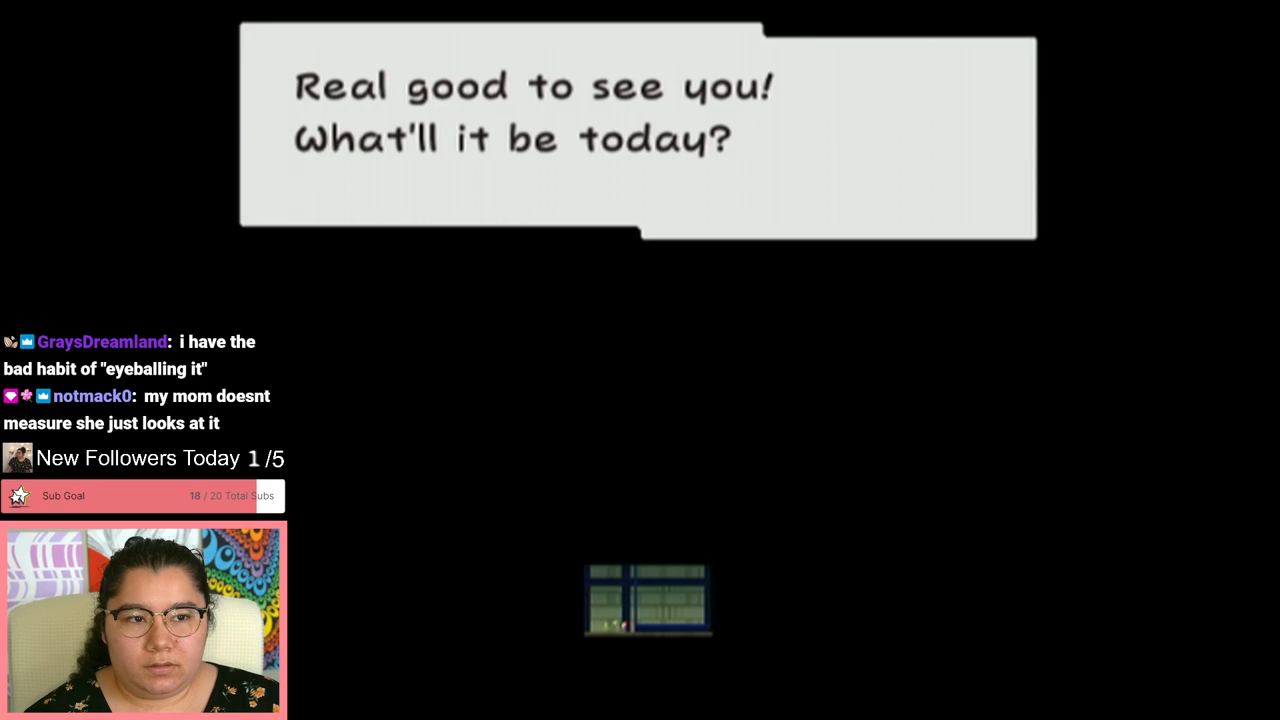 Real good to see you!
What'll it be today?
GraysDreamland: i have the
bad habit of "eyeballing it"
notmack0: my mom doesnt
measure she just looks at it
New Followers Today 1 /5
Sub Goal 18 / 20 Total Subs